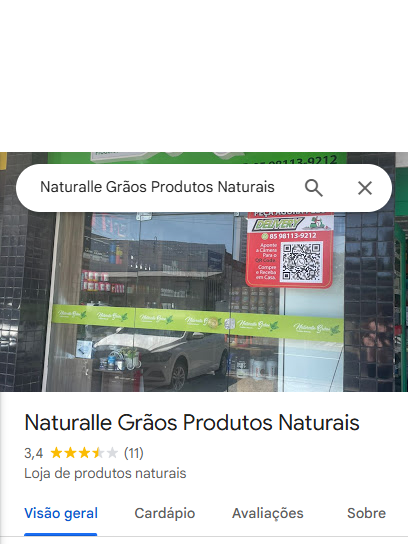 85 98113-9212
Naturalle Grãos Produtos Naturais
PEÇA AGORA
DELIVERY
85 98113-9212
Aponte
a Câmera
Para o
QR Code
Compre
e Receba
em Casa.
Naturalle Grãos
Naturalle Grãos Produtos Naturais
3,4 (11)
Loja de produtos naturais
Visão geral Cardápio Avaliações Sobre